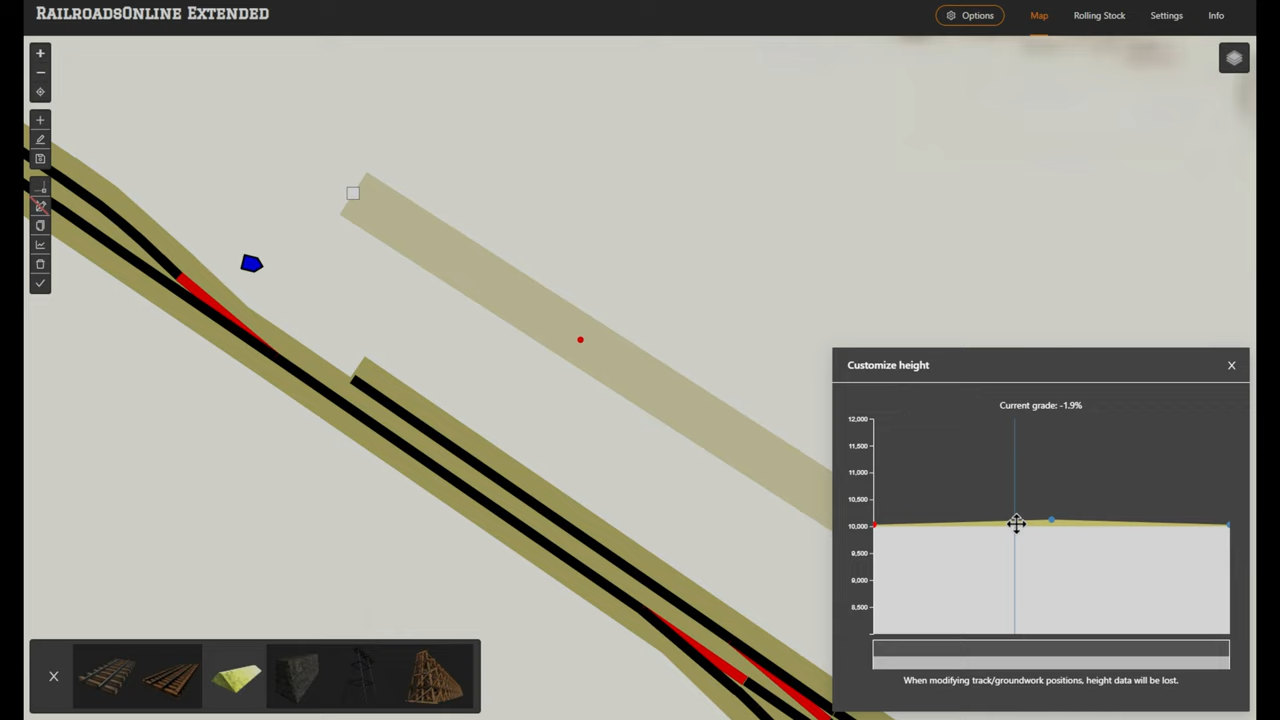 RAILROADSONLINE EXTENDED
Options
Map
Rolling Stock
Settings
Info
Customize height
X
Current grade: -1.9%
12,000
11,500
11,000
10,500
10,000
9,500
9,000
8,500
When modifying track/groundwork positions, height data will be lost.
X